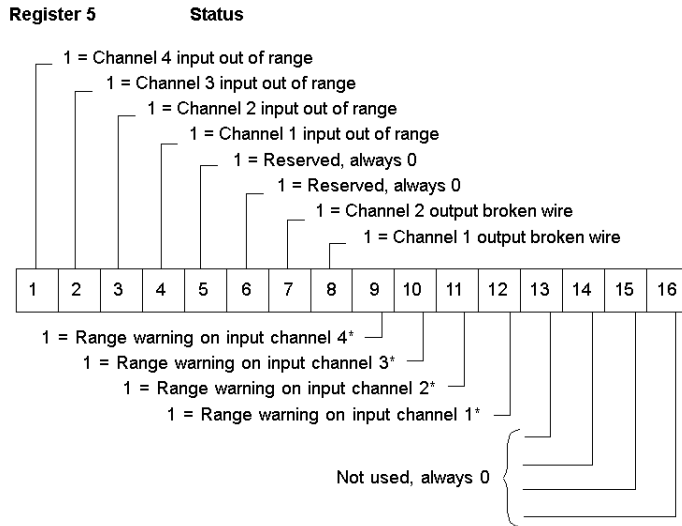 Register 5 Status
1 = Channel 4 input out of range
1 = Channel 3 input out of range
1 = Channel 2 input out of range
1 = Channel 1 input out of range
1 = Reserved, always 0
1 = Reserved, always 0
1 = Channel 2 output broken wire
1 = Channel 1 output broken wire
1 2 3 4 5 6 7 8 9 10 11 12 13 14 15 16
1 = Range warning on input channel 4*
1 = Range warning on input channel 3*
1 = Range warning on input channel 2*
1 = Range warning on input channel 1*
Not used, always 0